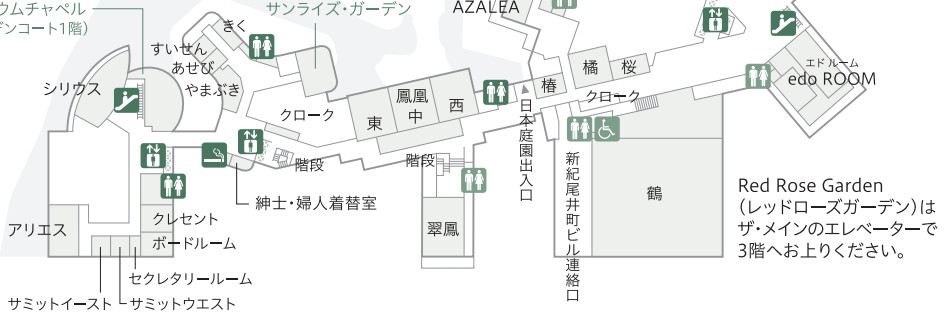 ウムチャペル
デンコート1階)
サンライズ・ガーデン
AZALEA
きく
すいせん
あせび
やまぶき
シリウス
クローク
鳳凰
東
中
西
椿
橘
桜
クローク
エド ルーム
edo ROOM
日本庭園出入口
階段
階段
新紀尾井町ビル連絡口
鶴
紳士・婦人着替室
翠鳳
アリエス
クレセント
ボードルーム
セクレタリールーム
サミットイースト
サミットウエスト
Red Rose Garden
(レッドローズガーデン)は
ザ・メインのエレベーターで
3階へお上りください。